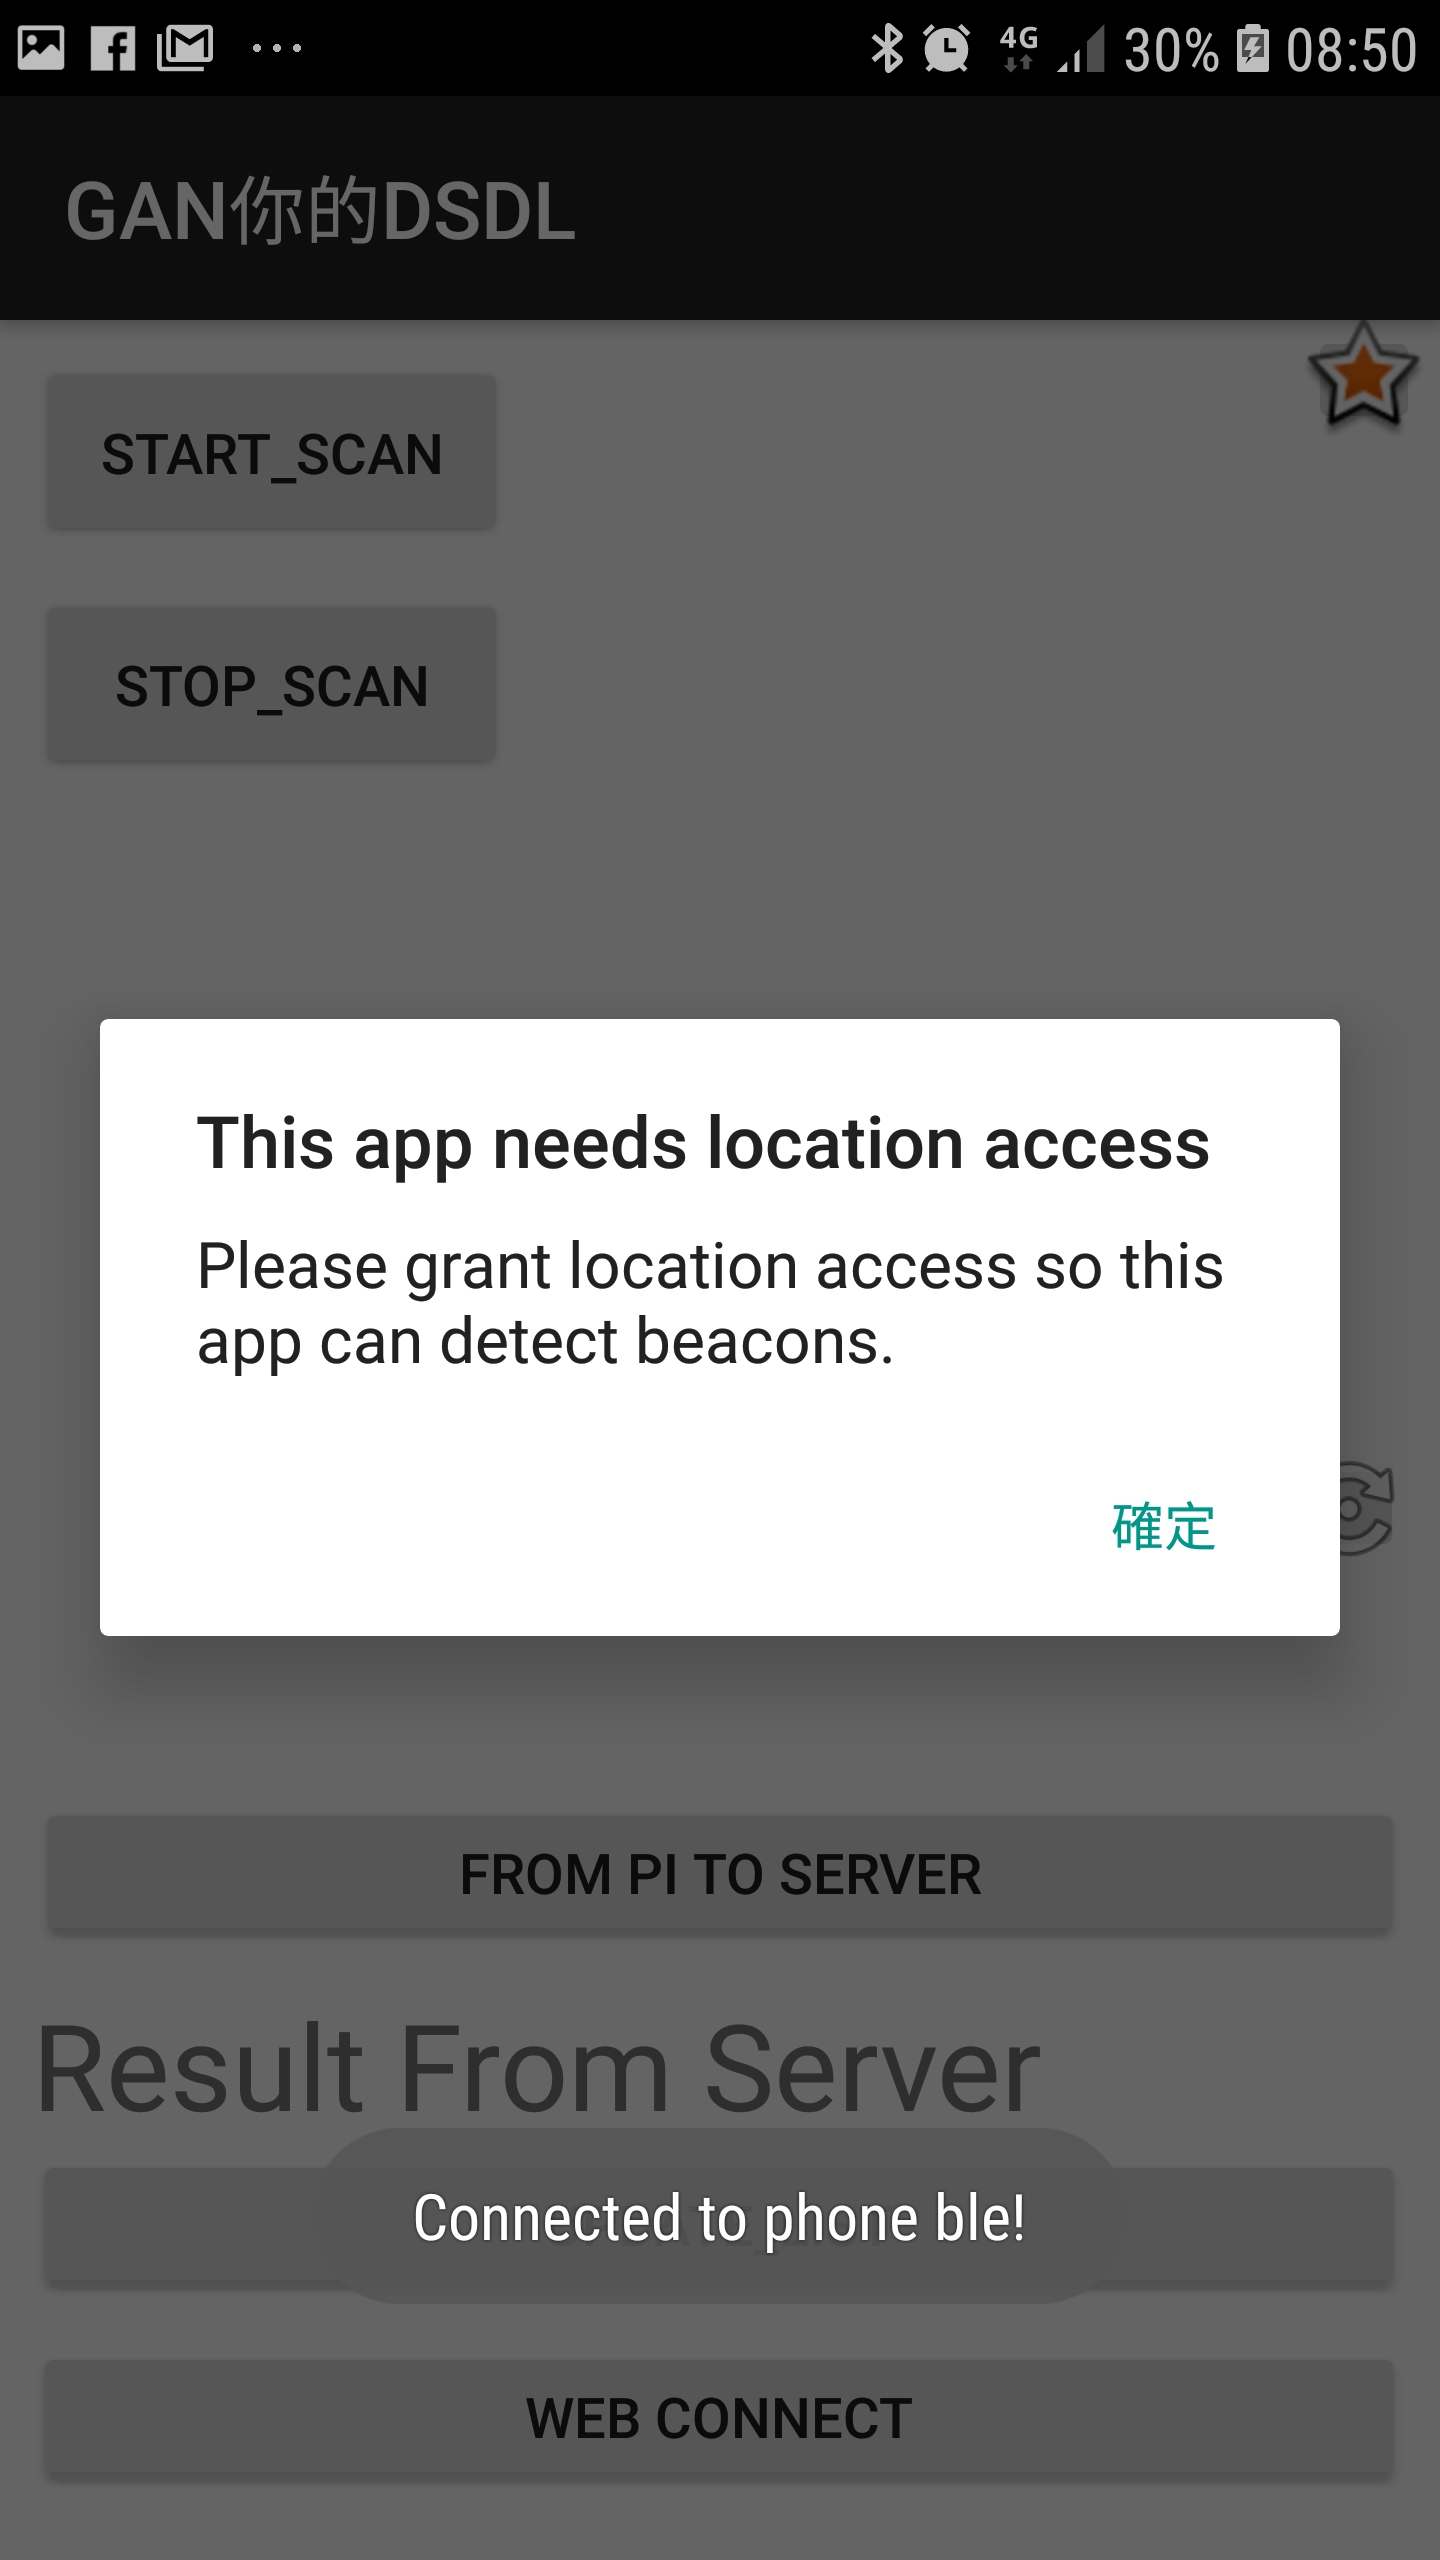 4G 30% 08:50
GAN你的DSDL
START_SCAN
STOP_SCAN
This app needs location access
Please grant location access so this
app can detect beacons.
確定
FROM PI TO SERVER
Result From Server
Connected to phone ble!
WEB CONNECT